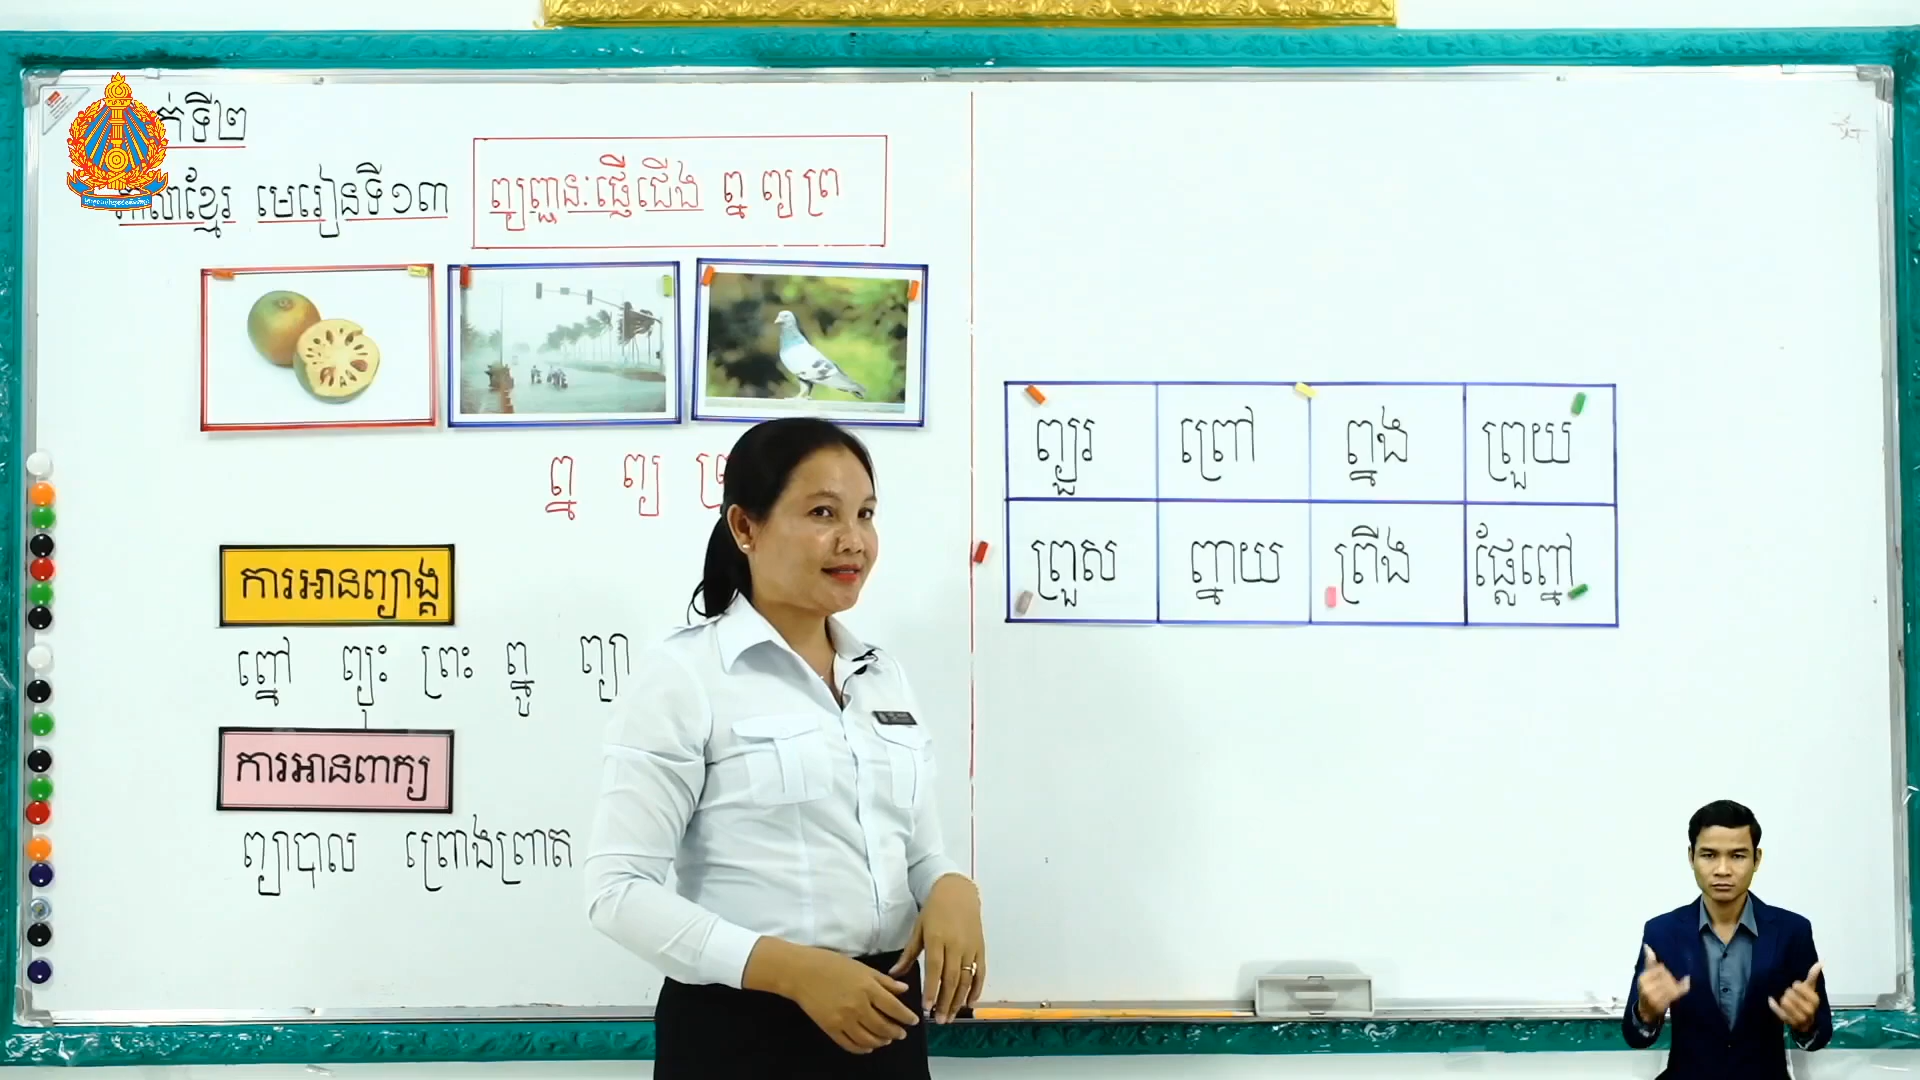 ថ្នាក់ទី២
ភាសាខ្មែរ មេរៀនទី១៣
ព្យញ្ជនៈផ្ញើជើង ព្ន ព្យ ព្រ
ព្ន ព្យ ព្រ
ការអានព្យាង្គ
ព្នៅ ព្យុះ ព្រះ ព្នូ ព្យា
ការអានពាក្យ
ព្យាបាល ព្រោងព្រាត
ព្យួរ ព្រៅ ព្នង ព្រួយ
ព្រួស ព្នាយ ព្រីង ផ្លែព្នៅ